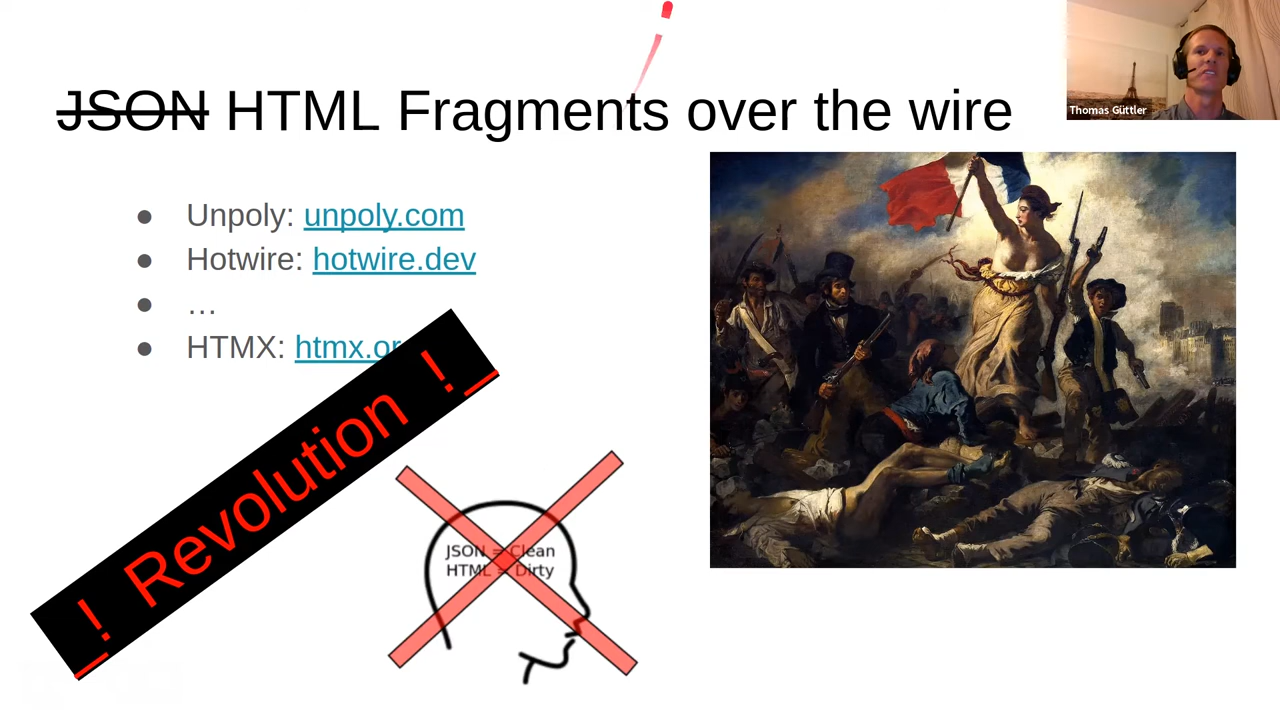 JSON HTML Fragments over the wire
Thomas Güttler
● Unpoly: unpoly.com
● Hotwire: hotwire.dev
● …
● HTMX: htmx.or
_! Revolution !_
JSON = Clean
HTML = Dirty